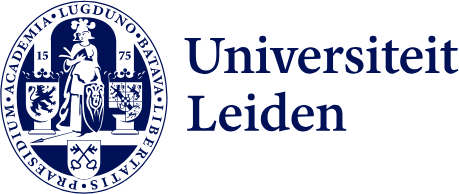 ACADEMIA · LUGDUNO · BATAVA · LIBERTATIS · PRAESIDIUM ·
15 75
Universiteit
Leiden